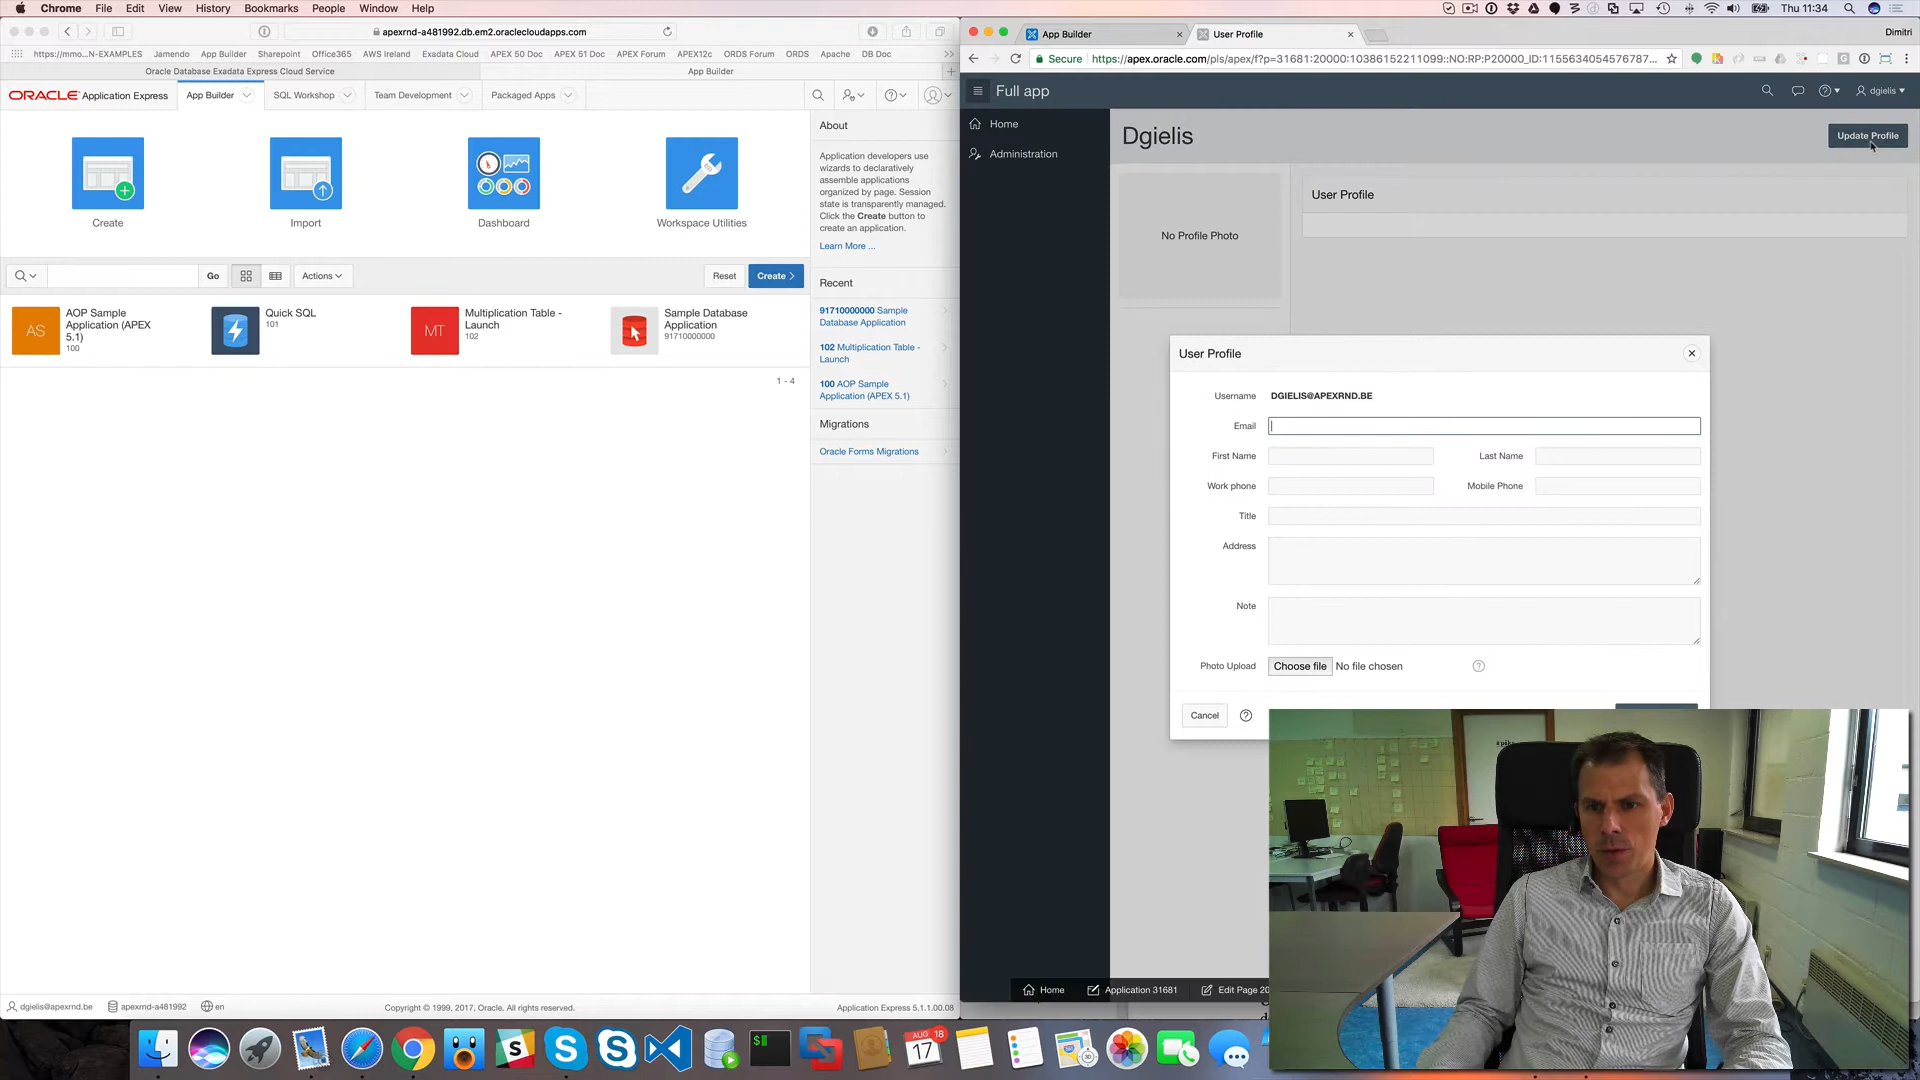 Chrome File Edit View History Bookmarks People Window Help
Thu 11:34
apexrnd-a481992.db.em2.oraclecloudapps.com
https://mmo...N-EXAMPLES Jamendo App Builder Sharepoint Office365 AWS Ireland Exadata Cloud APEX 50 Doc APEX 51 Doc APEX Forum APEX12c ORDS Forum ORDS Apache DB Doc
Oracle Database Exadata Express Cloud Service App Builder
ORACLE Application Express App Builder SQL Workshop Team Development Packaged Apps
Create
Import
Dashboard
Workspace Utilities
Go
Actions
Reset
Create
AS
AOP Sample
Application (APEX
5.1)
100
Quick SQL
101
MT
Multiplication Table -
Launch
102
Sample Database
Application
91710000000
1 - 4
About
Application developers use
wizards to declaratively
assemble applications
organized by page. Session
state is transparently managed.
Click the Create button to
create an application.
Learn More ...
Recent
91710000000 Sample
Database Application
102 Multiplication Table -
Launch
100 AOP Sample
Application (APEX 5.1)
Migrations
Oracle Forms Migrations
dgielis@apexrnd.be apexrnd-a481992 en
Copyright © 1999, 2017, Oracle. All rights reserved.
Application Express 5.1.1.00.08
App Builder
User Profile
Dimitri
Secure https://apex.oracle.com/pls/apex/f?p=31681:20000:10386152211099::NO:RP:P20000_ID:1155634054576787...
Full app
dgielis
Home
Administration
Dgielis
Update Profile
No Profile Photo
User Profile
User Profile
Username DGIELIS@APEXRND.BE
Email
First Name
Last Name
Work phone
Mobile Phone
Title
Address
Note
Photo Upload Choose file No file chosen
Cancel
Home Application 31681 Edit Page 20
AUG 18
17